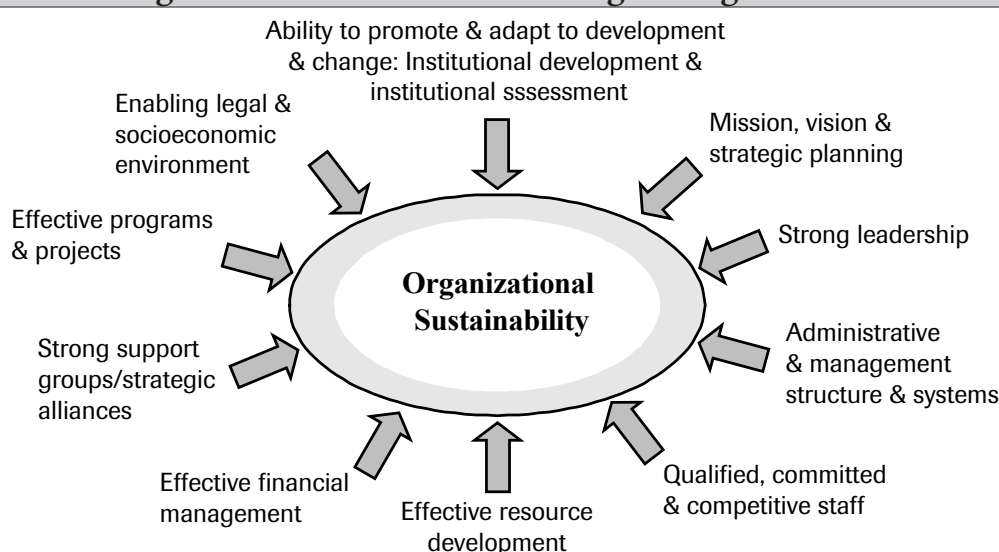 Ability to promote & adapt to development
& change: Institutional development &
institutional sssessment
Mission, vision &
strategic planning
Strong leadership
Administrative
& management
structure & systems
Qualified, committed
& competitive staff
Effective resource
development
Effective financial
management
Strong support
groups/strategic
alliances
Effective programs
& projects
Enabling legal &
socioeconomic
environment
Organizational
Sustainability